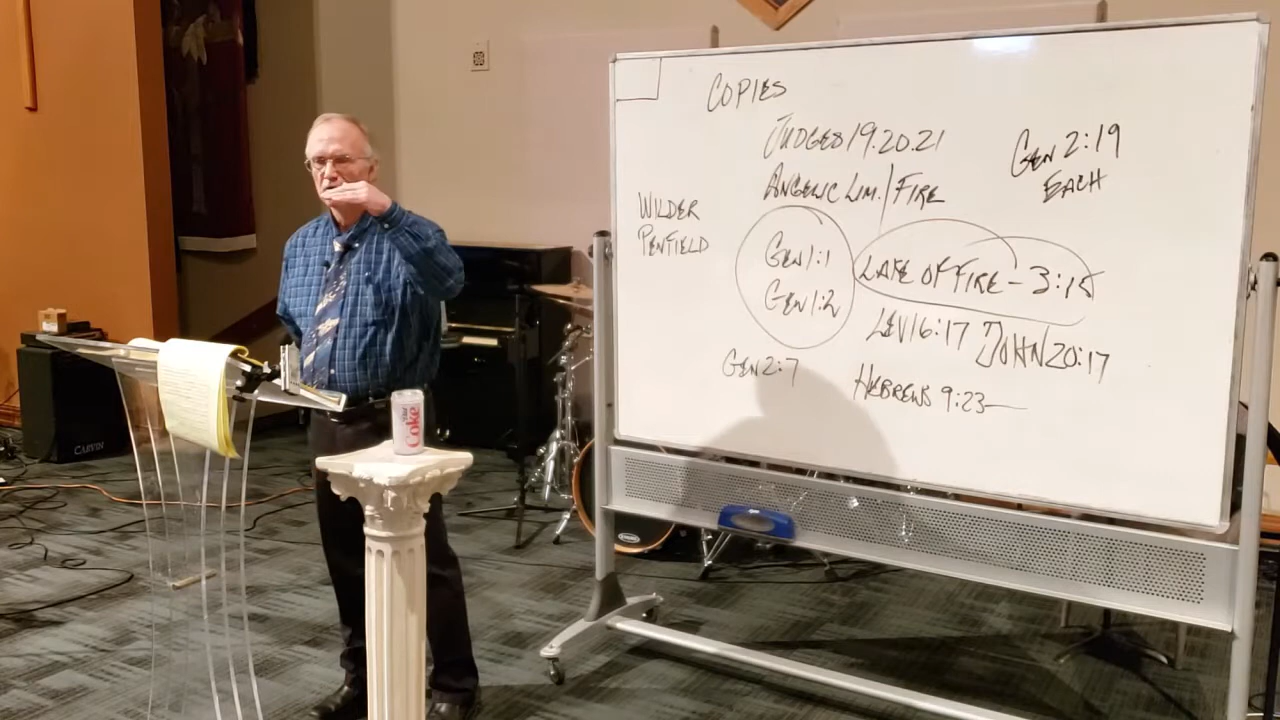 COPIES
JUDGES 19.20.21
GEN 2:19
EACH
ANGELIC LIM./FIRE
WILDER
PENFIELD
GEN 1:1
GEN 1:2
LAKE OF FIRE - 3:15
LEV 16:17
JOHN 20:17
GEN 2:7
HEBREWS 9:23-
Diet
Coke
CARVIN